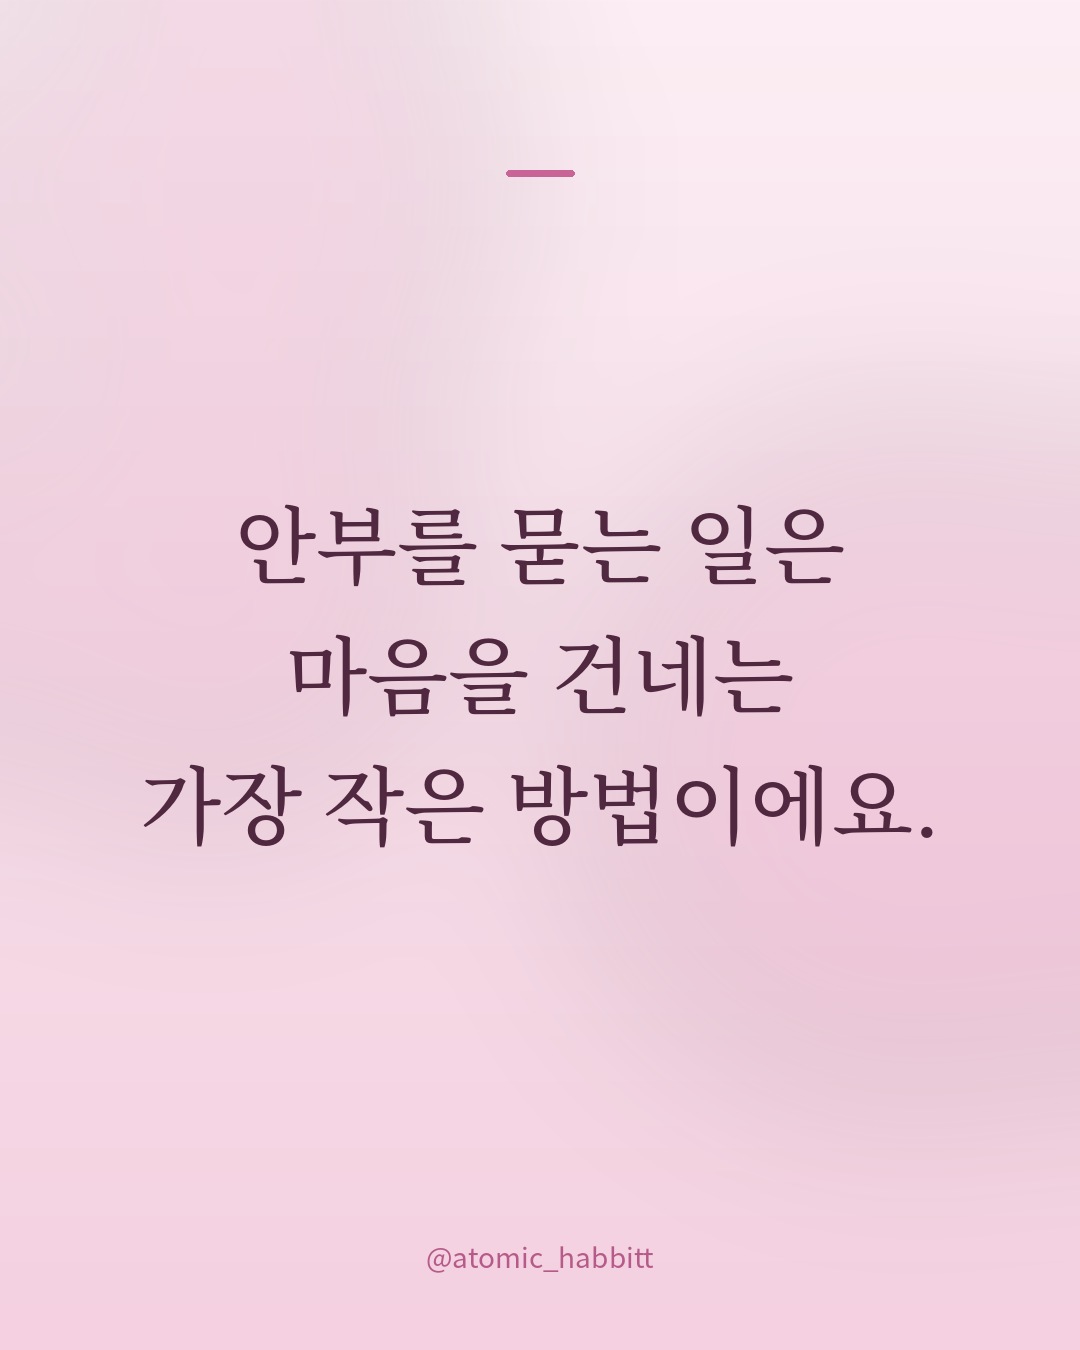 안부를 묻는 일은
마음을 건네는
가장 작은 방법이에요.
@atomic_habbitt